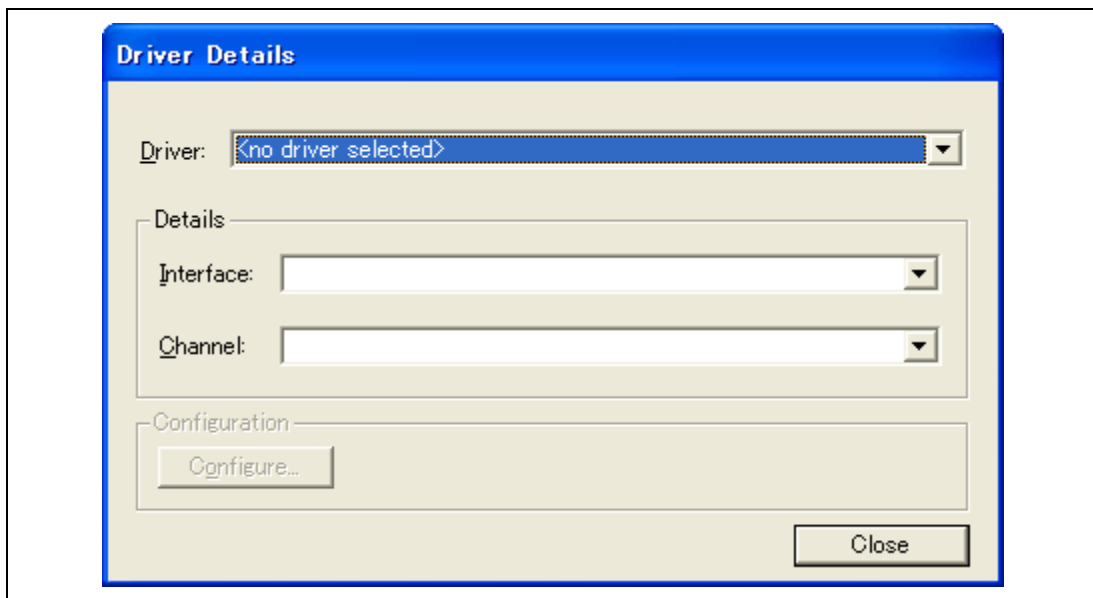 Driver Details
Driver: <no driver selected>
Details
Interface:
Channel:
Configuration
Configure...
Close